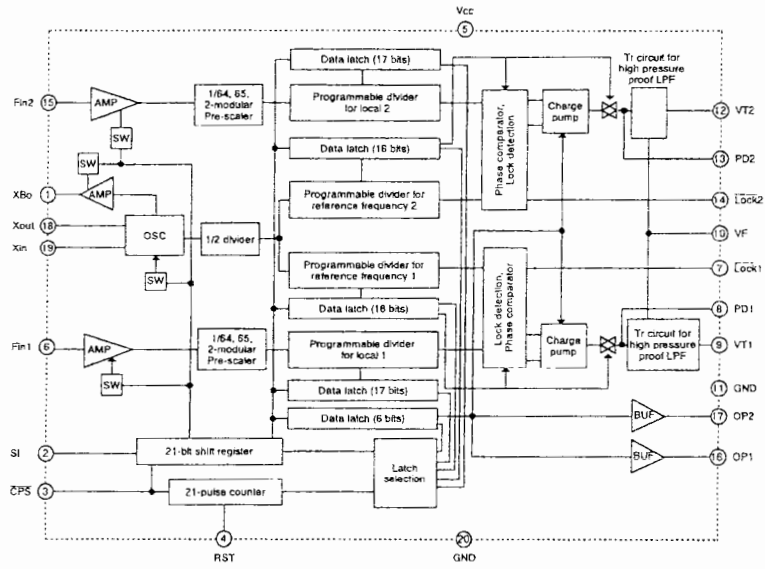 Vcc
5
Data latch (17 bits)
Tr circuit for
high pressure
proof LPF
Fin2
15
AMP
1/64, 65,
2-modular
Pre-scaler
Programmable divider
for local 2
Phase comparator,
Lock detection
Charge
pump
12
VT2
SW
Data latch (16 bits)
13
PD2
SW
XBo
1
AMP
Programmable divider for
reference frequency 2
14
Lock2
Xout
18
OSC
1/2 divider
10
VF
Xin
19
Programmable divider for
reference frequency 1
7
Lock1
SW
Data latch (16 bits)
8
PD1
Fin1
6
AMP
1/64, 65,
2-modular
Pre-scaler
Programmable divider
for local 1
Lock detection,
Phase comparator
Charge
pump
Tr circuit for
high pressure
proof LPF
9
VT1
SW
Data latch (17 bits)
11
GND
Data latch (6 bits)
BUF
17
OP2
SI
2
21-bit shift register
Latch
selection
BUF
16
OP1
CPS
3
21-pulse counter
4
RST
20
GND